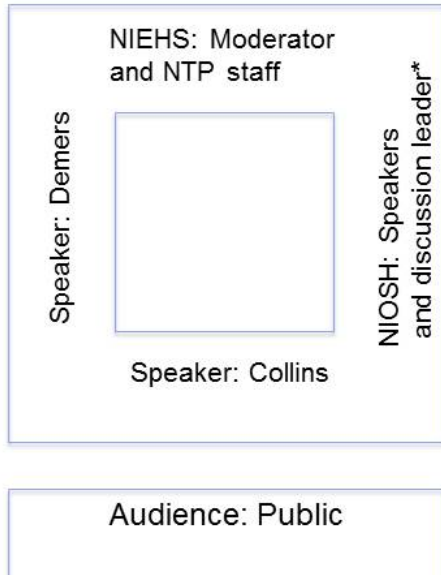 NIEHS: Moderator
and NTP staff
Speaker: Demers
NIOSH: Speakers
and discussion leader*
Speaker: Collins
Audience: Public